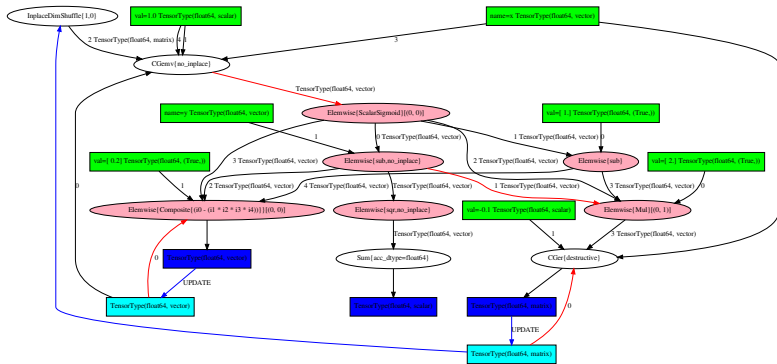 InplaceDimShuffle{1,0}
val=1.0 TensorType(float64, scalar)
name=x TensorType(float64, vector)
2 TensorType(float64, matrix)
4
1
3
CGemv{no_inplace}
TensorType(float64, vector)
name=y TensorType(float64, vector)
Elemwise{ScalarSigmoid}[(0, 0)]
val=[ 1.] TensorType(float64, (True,))
1
0 TensorType(float64, vector)
1 TensorType(float64, vector)
0
val=[ 0.2] TensorType(float64, (True,))
3 TensorType(float64, vector)
Elemwise{sub,no_inplace}
2 TensorType(float64, vector)
Elemwise{sub}
val=[ 2.] TensorType(float64, (True,))
1
2 TensorType(float64, vector)
4 TensorType(float64, vector)
TensorType(float64, vector)
1 TensorType(float64, vector)
3 TensorType(float64, vector)
0
0
Elemwise{Composite{(i0 - (i1 * i2 * i3 * i4))}}[(0, 0)]
Elemwise{sqr,no_inplace}
val=-0.1 TensorType(float64, scalar)
Elemwise{Mul}[(0, 1)]
TensorType(float64, vector)
1
3 TensorType(float64, vector)
0
TensorType(float64, vector)
Sum{acc_dtype=float64}
CGer{destructive}
UPDATE
0
TensorType(float64, vector)
UPDATE
TensorType(float64, matrix)